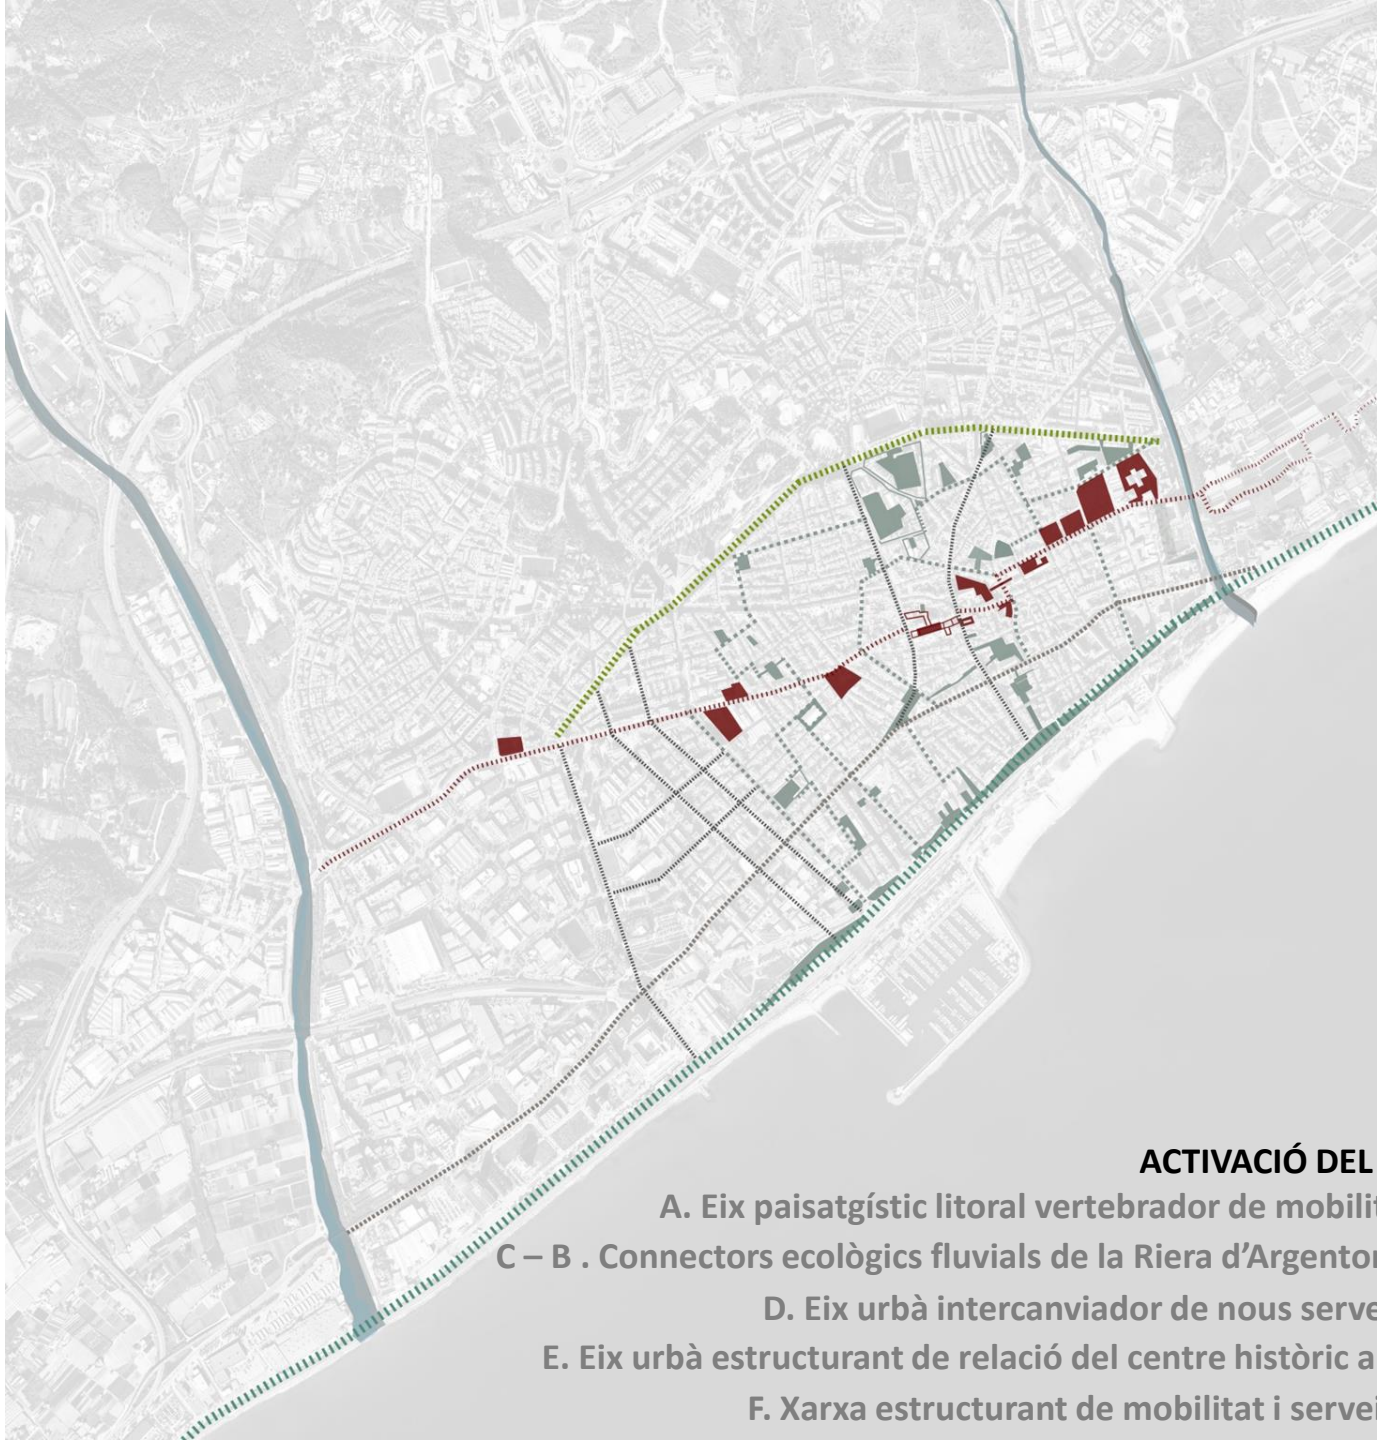 ACTIVACIÓ DEL
A. Eix paisatgístic litoral vertebrador de mobilit
C – B . Connectors ecològics fluvials de la Riera d'Argento
D. Eix urbà intercanviador de nous serve
E. Eix urbà estructurant de relació del centre històric a
F. Xarxa estructurant de mobilitat i servei